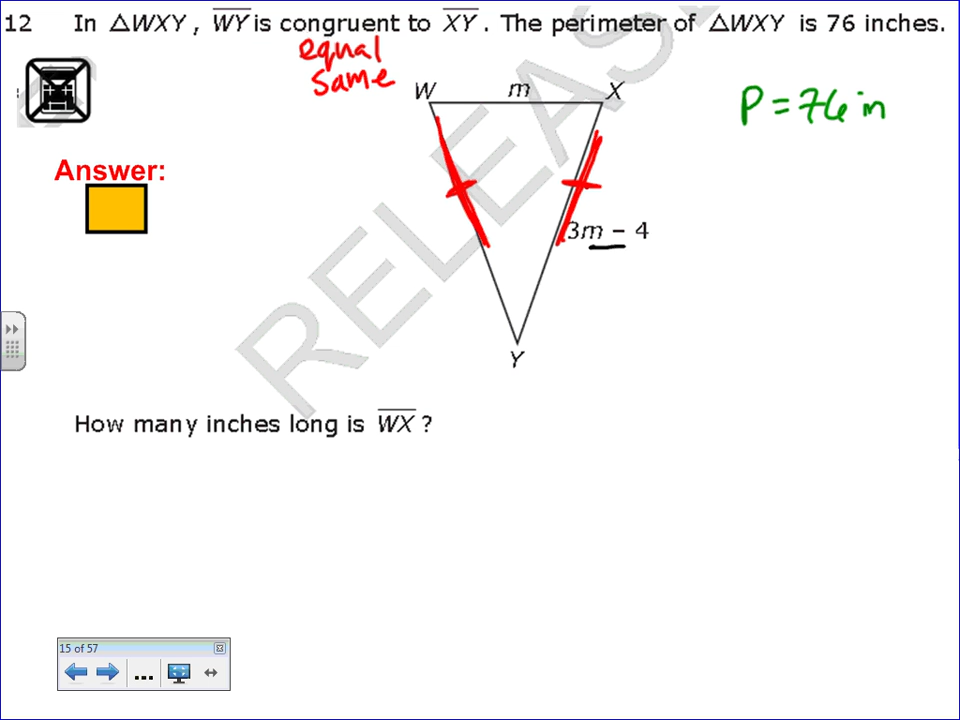 12 In △WXY, WY is congruent to XY. The perimeter of △WXY is 76 inches.
equal
same
W m X
P = 76 in
Answer:
3m – 4
Y
How many inches long is WX?
RELEASE
15 of 57
...